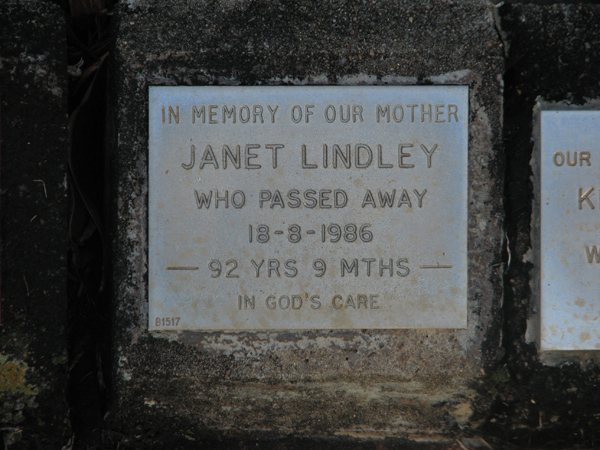 IN MEMORY OF OUR MOTHER
JANET LINDLEY
WHO PASSED AWAY
18-8-1986
— 92 YRS 9 MTHS —
IN GOD'S CARE
B1517
OUR